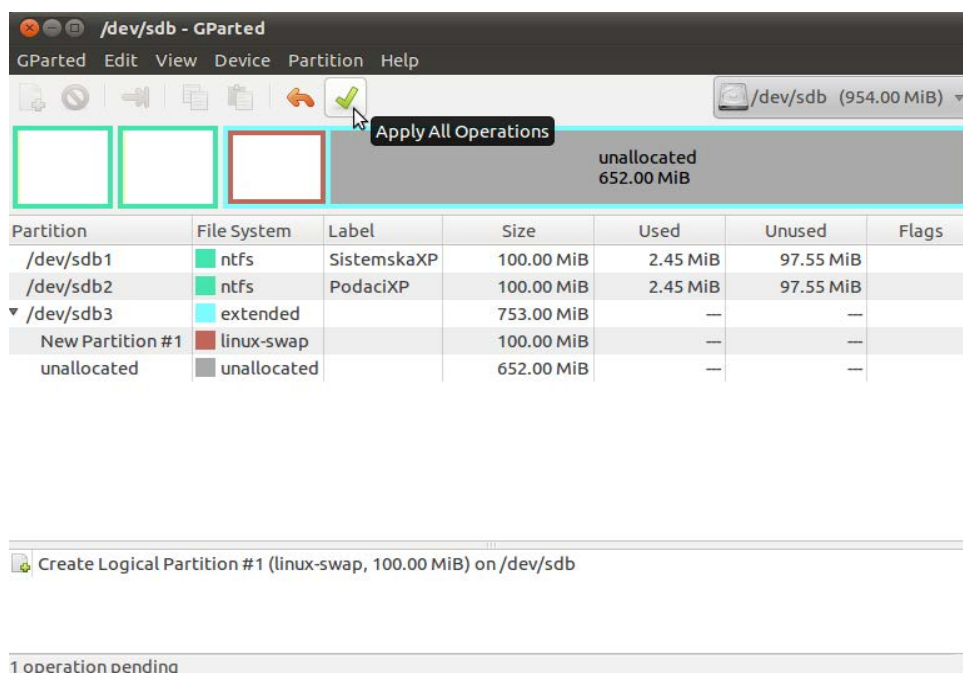 /dev/sdb - GParted
GParted Edit View Device Partition Help
/dev/sdb (954.00 MiB)
Apply All Operations
unallocated
652.00 MiB
Partition File System Label Size Used Unused Flags
/dev/sdb1 ntfs SistemskaXP 100.00 MiB 2.45 MiB 97.55 MiB
/dev/sdb2 ntfs PodaciXP 100.00 MiB 2.45 MiB 97.55 MiB
/dev/sdb3 extended 753.00 MiB --- ---
New Partition #1 linux-swap 100.00 MiB --- ---
unallocated unallocated 652.00 MiB --- ---
Create Logical Partition #1 (linux-swap, 100.00 MiB) on /dev/sdb
1 operation pending